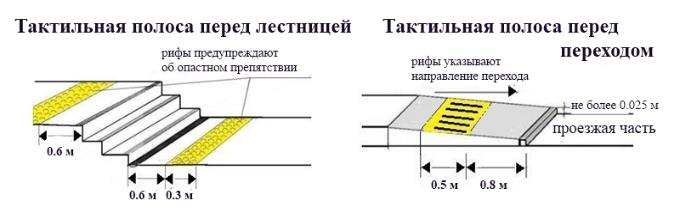 Тактильная полоса перед лестницей
рифы предупреждают
об опастном препятствии
0.6 м
0.6 м
0.3 м
Тактильная полоса перед
переходом
рифы указывают
направление перехода
не более 0.025 м
проезжая часть
0.5 м
0.8 м